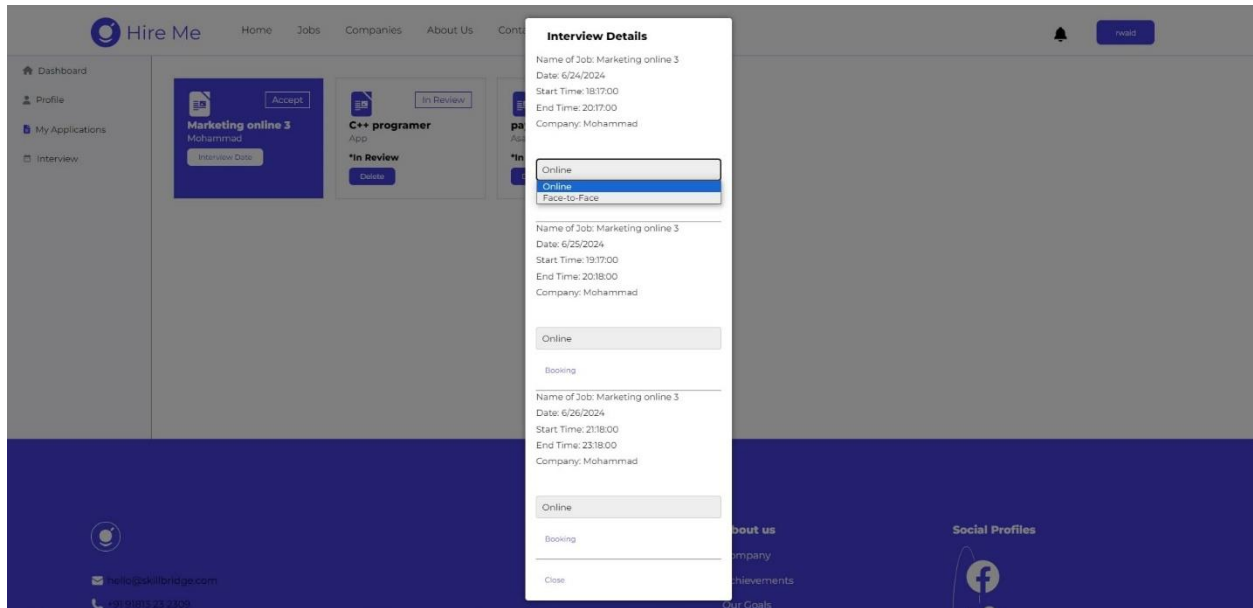 Hire Me
Home Jobs Companies About Us
rwaid
Dashboard
Profile
My Applications
Interview
Accept
Marketing online 3
Mohammad
Interview Date
In Review
C++ programer
App
*In Review
Delete
Interview Details
Name of Job: Marketing online 3
Date: 6/24/2024
Start Time: 18:17:00
End Time: 20:17:00
Company: Mohammad
Online
Online
Face-to-Face
Name of Job: Marketing online 3
Date: 6/25/2024
Start Time: 19:17:00
End Time: 20:18:00
Company: Mohammad
Online
Booking
Name of Job: Marketing online 3
Date: 6/26/2024
Start Time: 21:18:00
End Time: 23:18:00
Company: Mohammad
Online
Booking
Close
hello@skillbridge.com
+91 91813 23 2309
bout us
ompany
chievements
Our Goals
Social Profiles